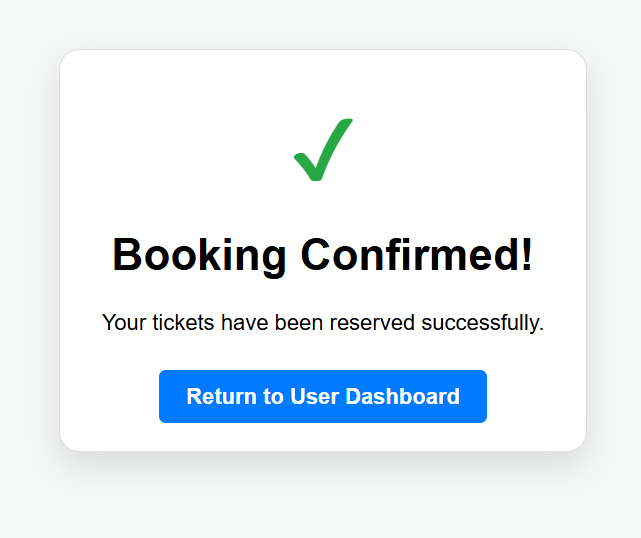 Booking Confirmed!
Your tickets have been reserved successfully.
Return to User Dashboard